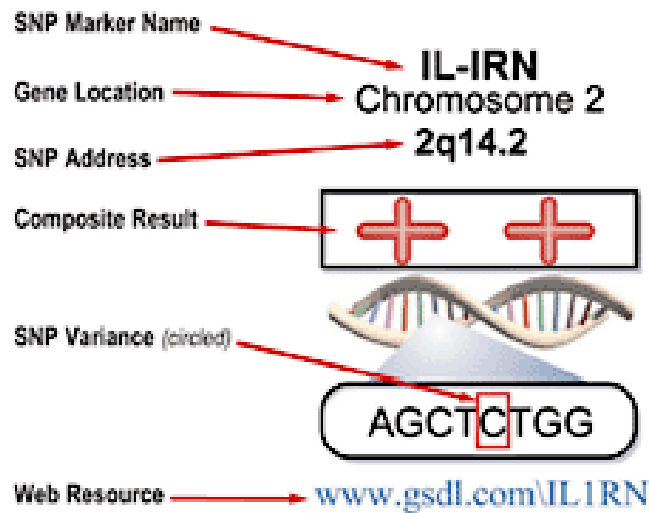 SNP Marker Name
IL-IRN
Gene Location
Chromosome 2
SNP Address
2q14.2
Composite Result
SNP Variance (circled)
AGCTCTGG
Web Resource
www.gsdl.com\IL1RN